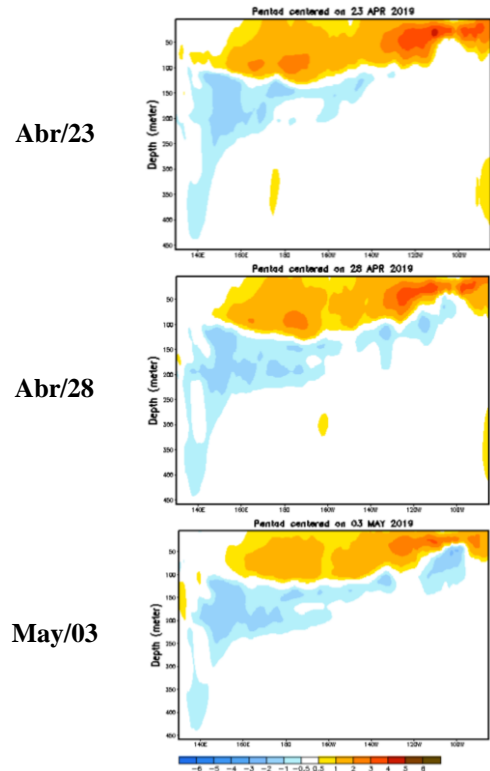 Pentad centered on 23 APR 2019
Abr/23
Depth (meter)
50
100
150
200
250
300
350
400
450
140E 160E 180 160W 140W 120W 100W
Pentad centered on 28 APR 2019
Abr/28
Depth (meter)
50
100
150
200
250
300
350
400
450
140E 160E 180 160W 140W 120W 100W
Pentad centered on 03 MAY 2019
May/03
Depth (meter)
50
100
150
200
250
300
350
400
450
140E 160E 180 160W 140W 120W 100W
-6 -5 -4 -3 -2 -1 -0.5 0.5 1 2 3 4 5 6